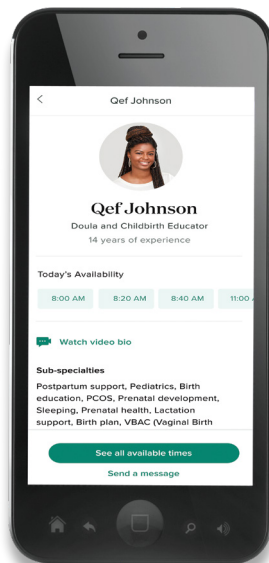 Qef Johnson
Qef Johnson
Doula and Childbirth Educator
14 years of experience
Today's Availability
8:00 AM 8:20 AM 8:40 AM 11:00
Watch video bio
Sub-specialties
Postpartum support, Pediatrics, Birth
education, PCOS, Prenatal development,
Sleeping, Prenatal health, Lactation
support, Birth plan, VBAC (Vaginal Birth
See all available times
Send a message